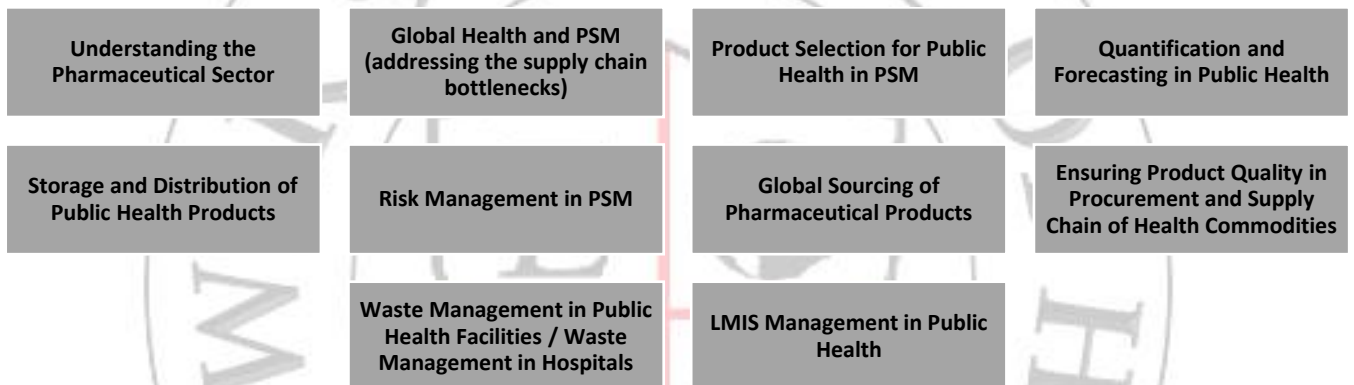 Understanding the
Pharmaceutical Sector
Global Health and PSM
(addressing the supply chain
bottlenecks)
Product Selection for Public
Health in PSM
Quantification and
Forecasting in Public Health
Storage and Distribution of
Public Health Products
Risk Management in PSM
Global Sourcing of
Pharmaceutical Products
Ensuring Product Quality in
Procurement and Supply
Chain of Health Commodities
Waste Management in Public
Health Facilities / Waste
Management in Hospitals
LMIS Management in Public
Health